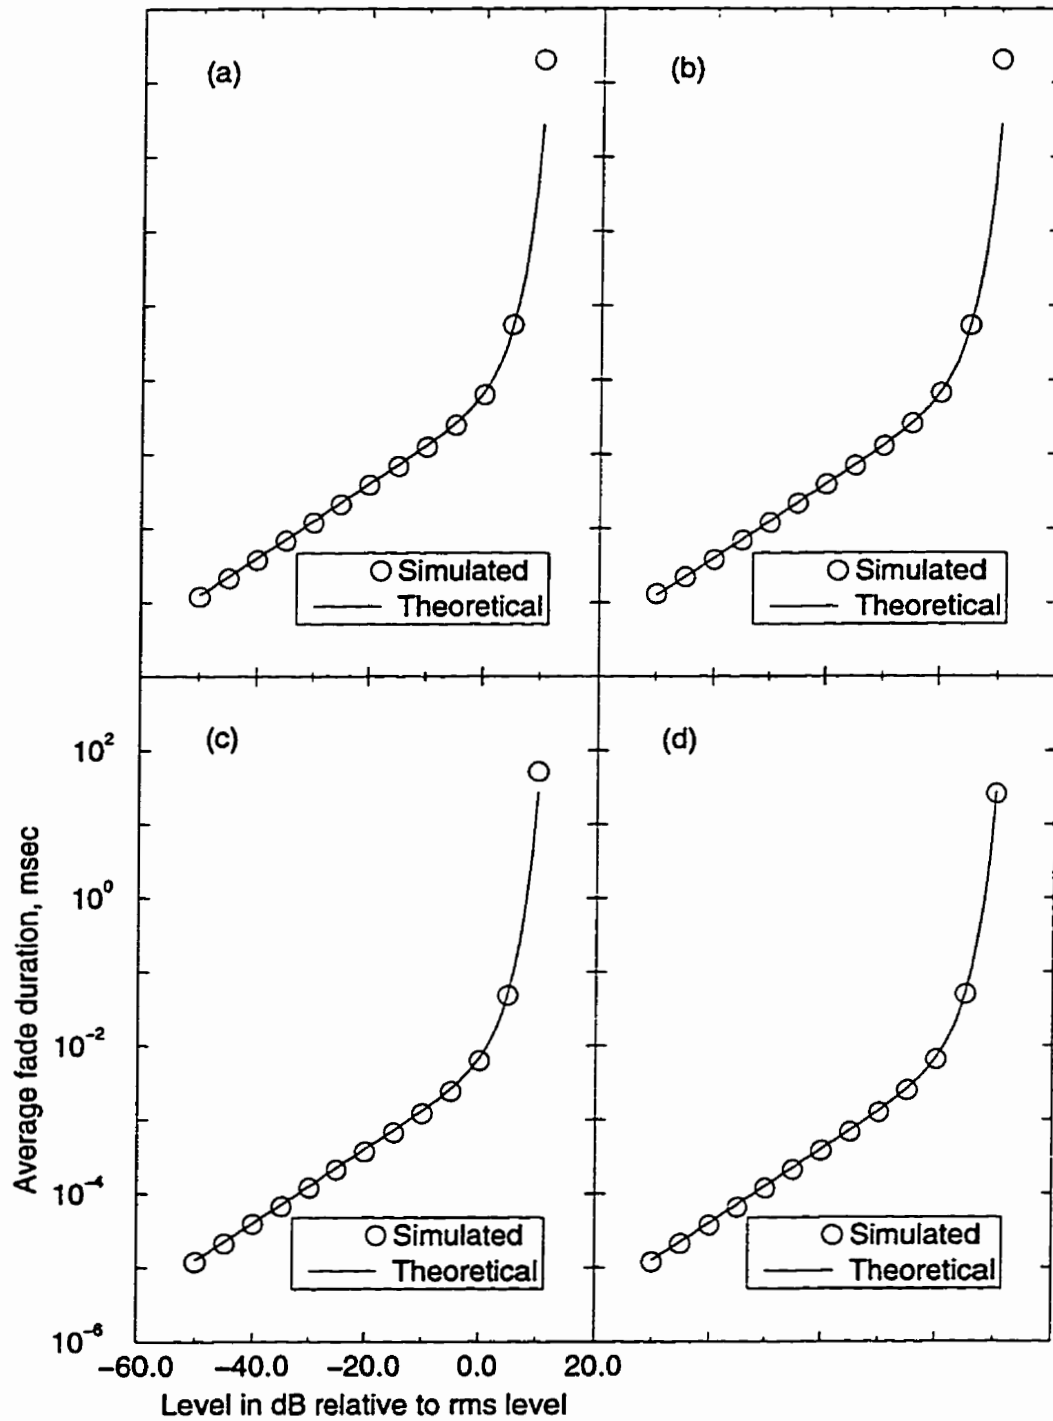 (a)
(b)
Simulated
Theoretical
Simulated
Theoretical
(c)
(d)
10²
10⁰
10⁻²
10⁻⁴
10⁻⁶
Average fade duration, msec
Simulated
Theoretical
Simulated
Theoretical
−60.0 −40.0 −20.0 0.0 20.0
Level in dB relative to rms level